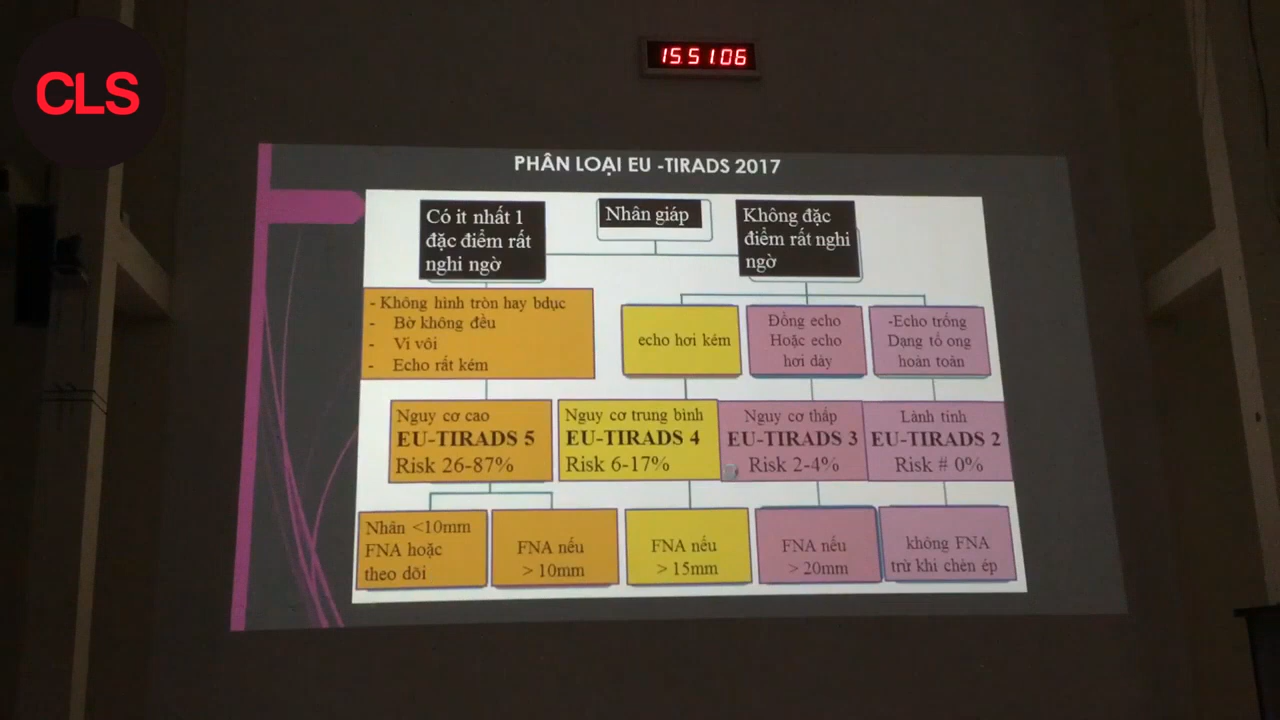 CLS
15.51.06
PHÂN LOẠI EU -TIRADS 2017
Có it nhất 1
đặc điểm rất
nghi ngờ
Nhân giáp
Không đặc
điểm rất nghi
ngờ
- Không hình tròn hay bdục
- Bờ không đều
- Vi vôi
- Echo rất kém
echo hơi kém
Đồng echo
Hoặc echo
hơi dày
-Echo trống
Dạng tổ ong
hoàn toàn
Nguy cơ cao
EU-TIRADS 5
Risk 26-87%
Nguy cơ trung bình
EU-TIRADS 4
Risk 6-17%
Nguy cơ thấp
EU-TIRADS 3
Risk 2-4%
Lành tính
EU-TIRADS 2
Risk # 0%
Nhân <10mm
FNA hoặc
theo dõi
FNA nếu
> 10mm
FNA nếu
> 15mm
FNA nếu
> 20mm
không FNA
trừ khi chèn ép